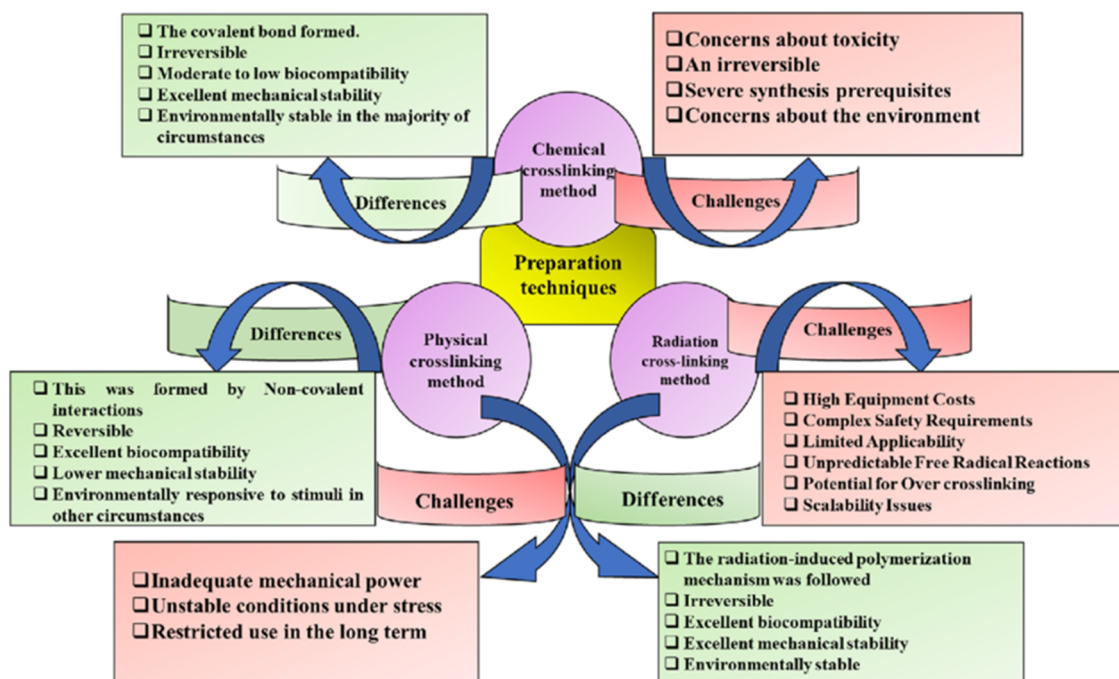 ❑ The covalent bond formed.
❑ Irreversible
❑ Moderate to low biocompatibility
❑ Excellent mechanical stability
❑ Environmentally stable in the majority of
circumstances
❑Concerns about toxicity
❑An irreversible
❑Severe synthesis prerequisites
❑Concerns about the environment
Chemical
crosslinking
method
Differences
Challenges
Preparation
techniques
Differences
Physical
crosslinking
method
Radiation
cross-linking
method
Challenges
❑ This was formed by Non-covalent
interactions
❑ Reversible
❑ Excellent biocompatibility
❑ Lower mechanical stability
❑ Environmentally responsive to stimuli in
other circumstances
❑ High Equipment Costs
❑ Complex Safety Requirements
❑ Limited Applicability
❑ Unpredictable Free Radical Reactions
❑ Potential for Over crosslinking
❑ Scalability Issues
Challenges
Differences
❑Inadequate mechanical power
❑Unstable conditions under stress
❑Restricted use in the long term
❑ The radiation-induced polymerization
mechanism was followed
❑ Irreversible
❑ Excellent biocompatibility
❑ Excellent mechanical stability
❑ Environmentally stable